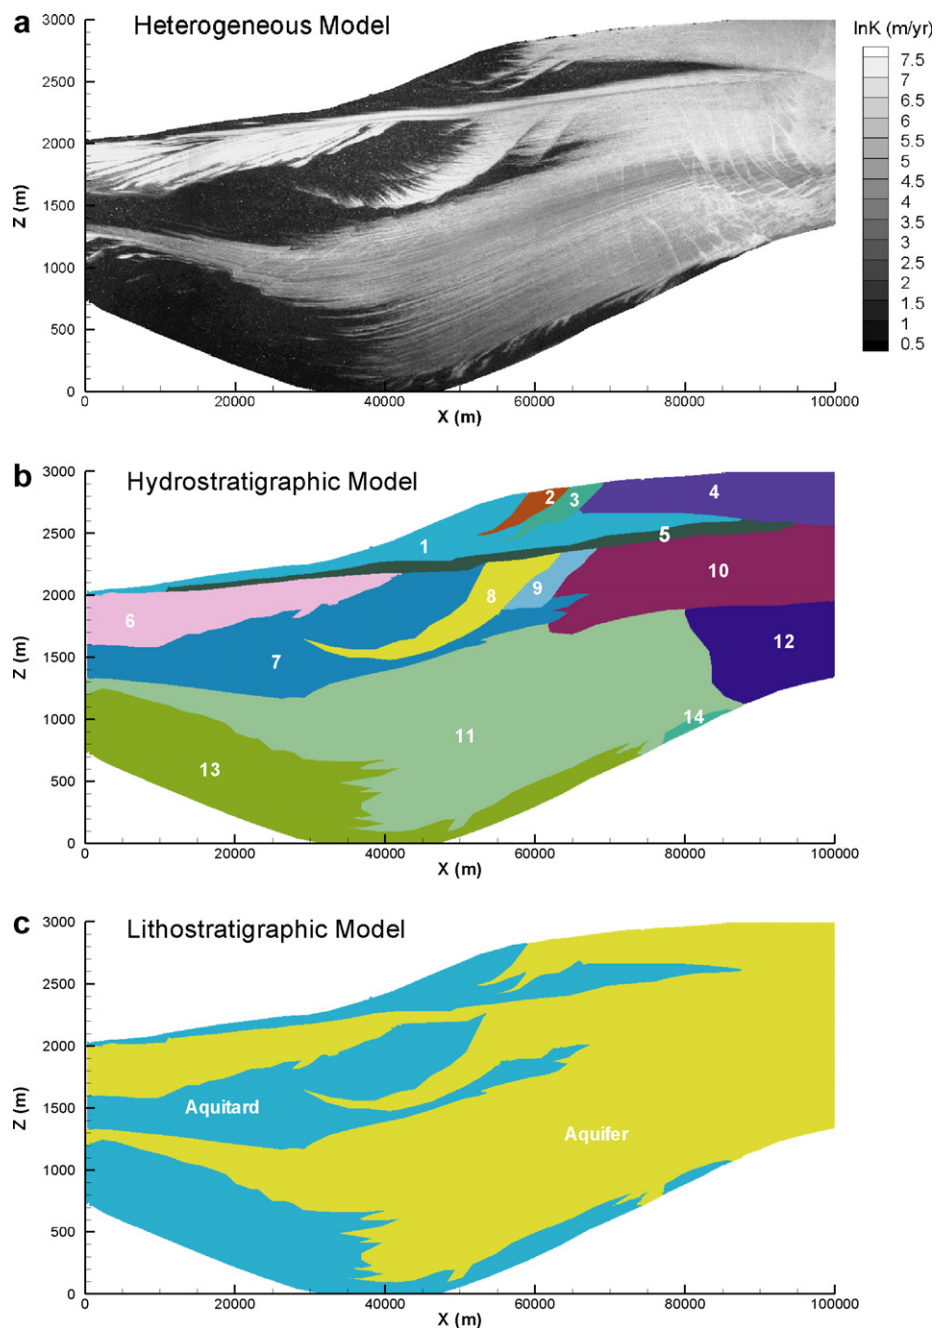 a
Heterogeneous Model
lnK (m/yr)
7.5
7
6.5
6
5.5
5
4.5
4
3.5
3
2.5
2
1.5
1
0.5
3000
2500
2000
1500
1000
500
0
Z (m)
0 20000 40000 60000 80000 100000
X (m)
b
Hydrostratigraphic Model
3000
2500
2000
1500
1000
500
0
Z (m)
1
2
3
4
5
6
7
8
9
10
11
12
13
14
0 20000 40000 60000 80000 100000
X (m)
c
Lithostratigraphic Model
3000
2500
2000
1500
1000
500
0
Z (m)
Aquitard
Aquifer
0 20000 40000 60000 80000 100000
X (m)